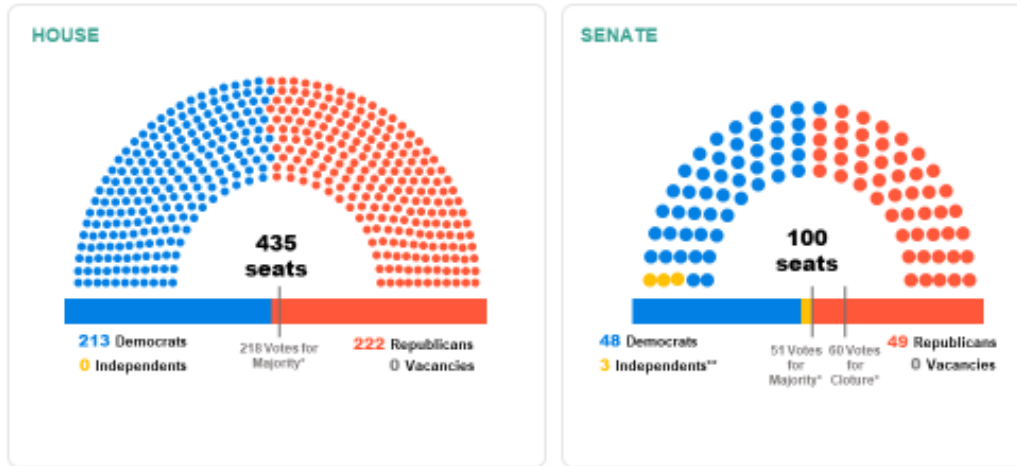 HOUSE
435
seats
213 Democrats
0 Independents
218 Votes for
Majority*
222 Republicans
0 Vacancies
SENATE
100
seats
48 Democrats
3 Independents**
51 Votes
for
Majority*
60 Votes
for
Cloture*
49 Republicans
0 Vacancies